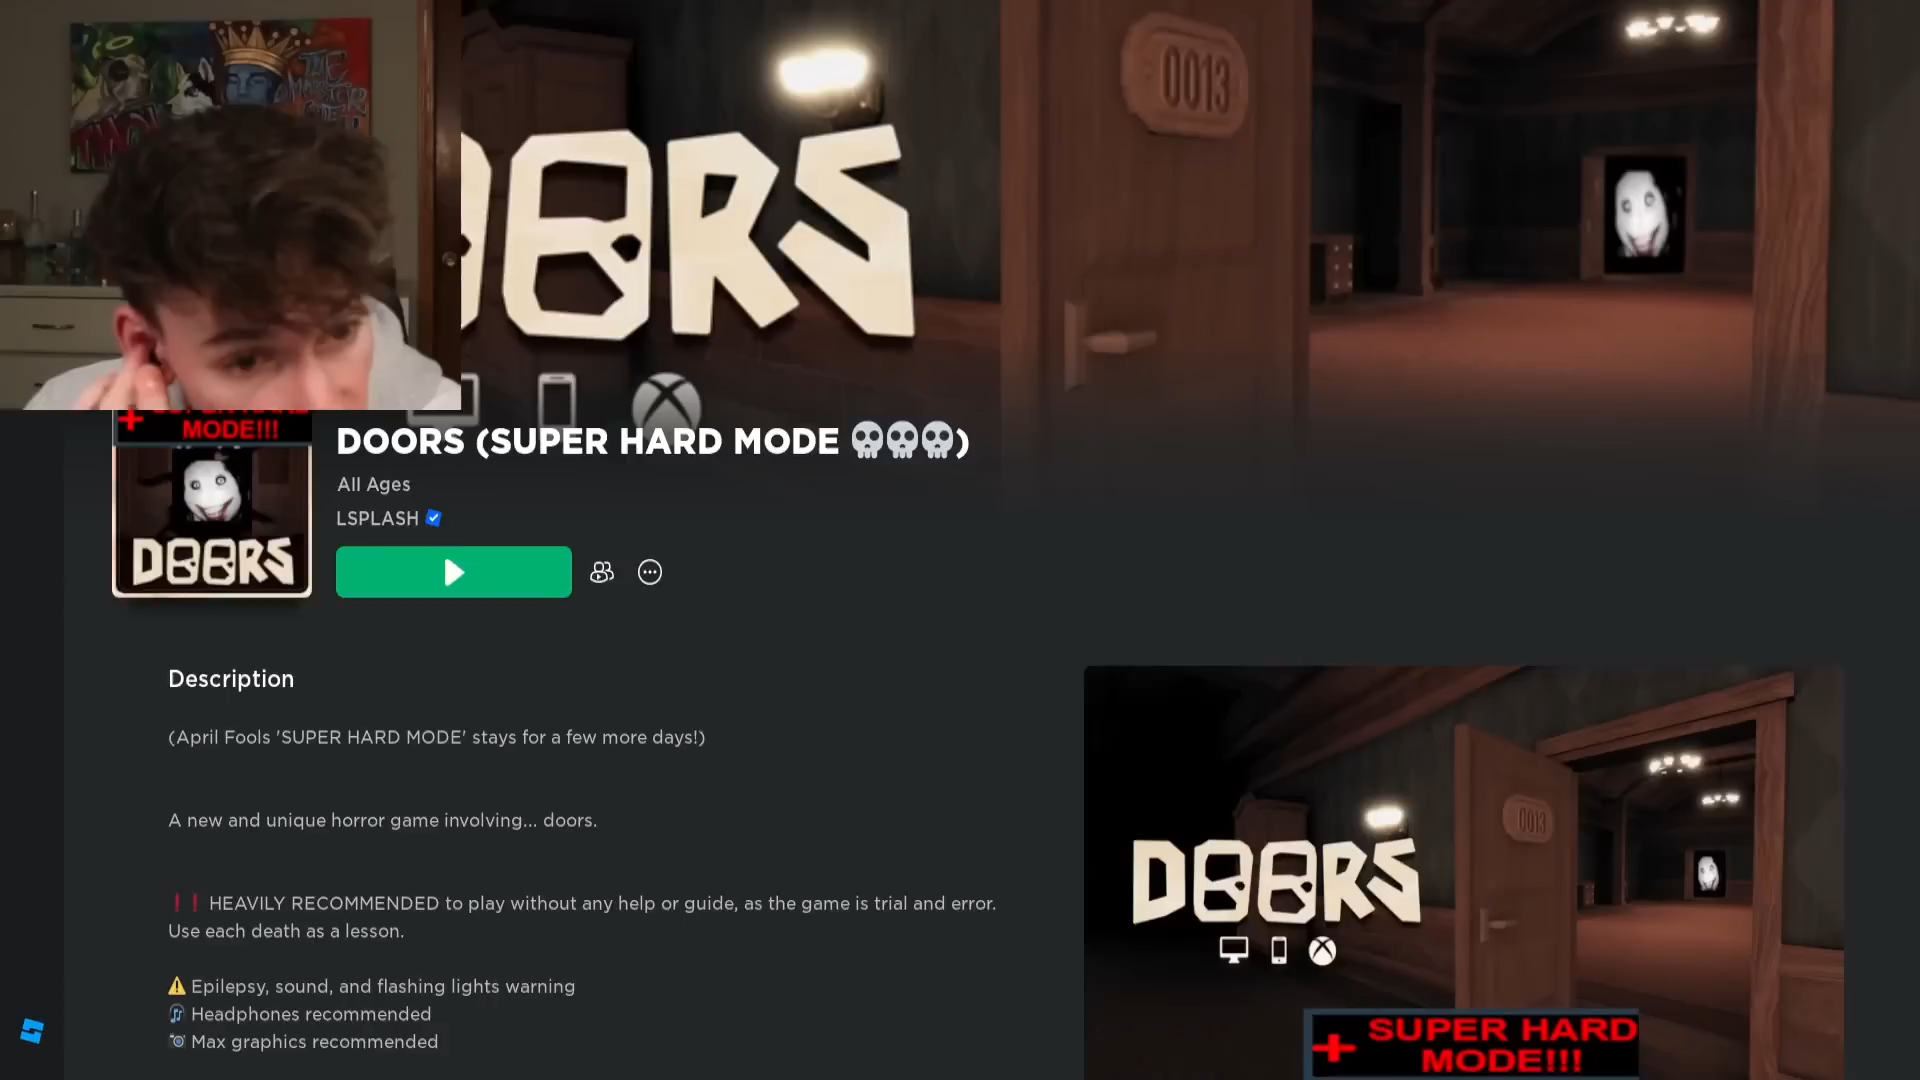 DOORS
0013
+ SUPER HARD
MODE!!!
DOORS
DOORS (SUPER HARD MODE 💀💀💀)
All Ages
LSPLASH
Description
(April Fools 'SUPER HARD MODE' stays for a few more days!)
A new and unique horror game involving... doors.
❗❗ HEAVILY RECOMMENDED to play without any help or guide, as the game is trial and error.
Use each death as a lesson.
⚠️ Epilepsy, sound, and flashing lights warning
🎧 Headphones recommended
📷 Max graphics recommended
0013
DOORS
+ SUPER HARD
MODE!!!